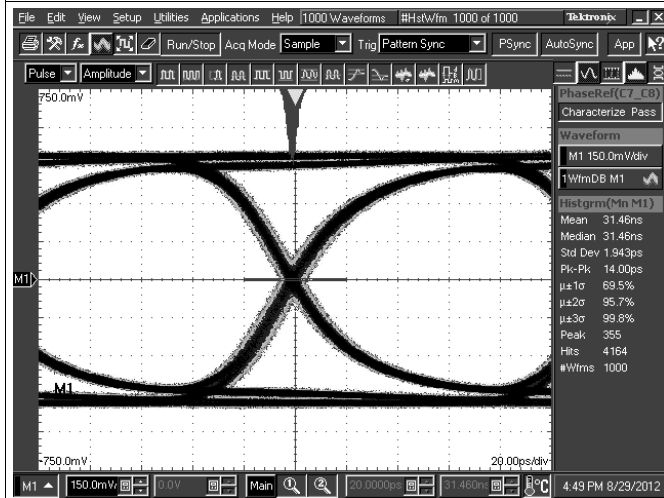 File Edit View Setup Utilities Applications Help 1000 Waveforms #HstWfm 1000 of 1000 Tektronix
Run/Stop Acq Mode Sample Trig Pattern Sync PSync AutoSync App
Pulse Amplitude
750.0mV
PhaseRef(C7_C8)
Characterize Pass
Waveform
M1 150.0mV/div
1WfmDB M1
Histgrm(Mn M1)
Mean 31.46ns
Median 31.46ns
Std Dev 1.943ps
Pk-Pk 14.00ps
µ±1σ 69.5%
µ±2σ 95.7%
µ±3σ 99.8%
Peak 355
Hits 4164
#Wfms 1000
M1
M1
-750.0mV
20.00ps/div
M1 150.0mV 0.0V Main 1 2 20.0000ps 31.460ns °C 4:49 PM 8/29/2012